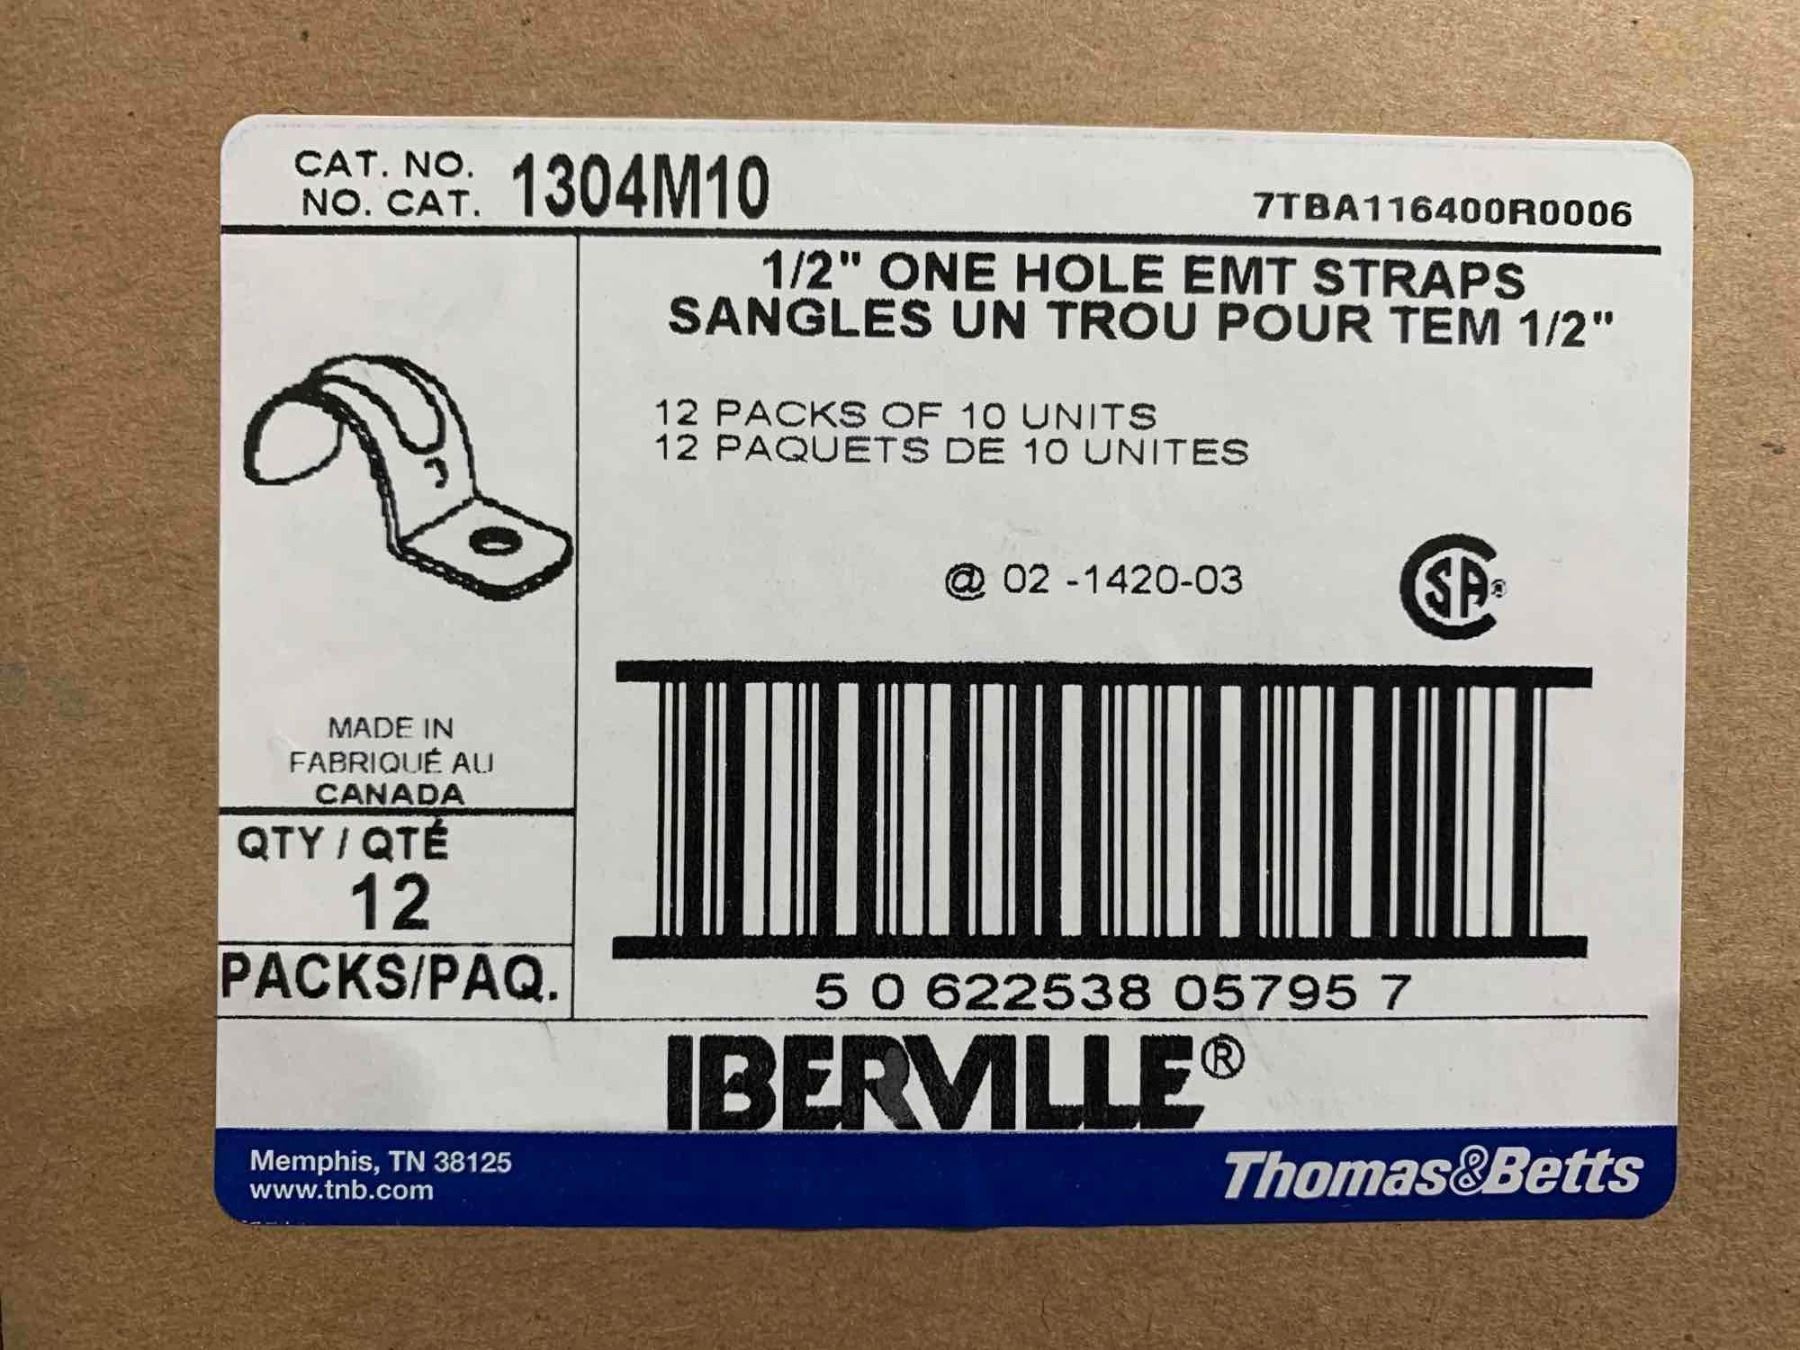 CAT. NO.
NO. CAT.
1304M10
7TBA116400R0006
1/2" ONE HOLE EMT STRAPS
SANGLES UN TROU POUR TEM 1/2"
12 PACKS OF 10 UNITS
12 PAQUETS DE 10 UNITES
@ 02 -1420-03
CSA®
MADE IN
FABRIQUÉ AU
CANADA
QTY / QTÉ
12
PACKS/PAQ.
5 0 622538 05795 7
IBERVILLE®
Memphis, TN 38125
www.tnb.com
Thomas&Betts